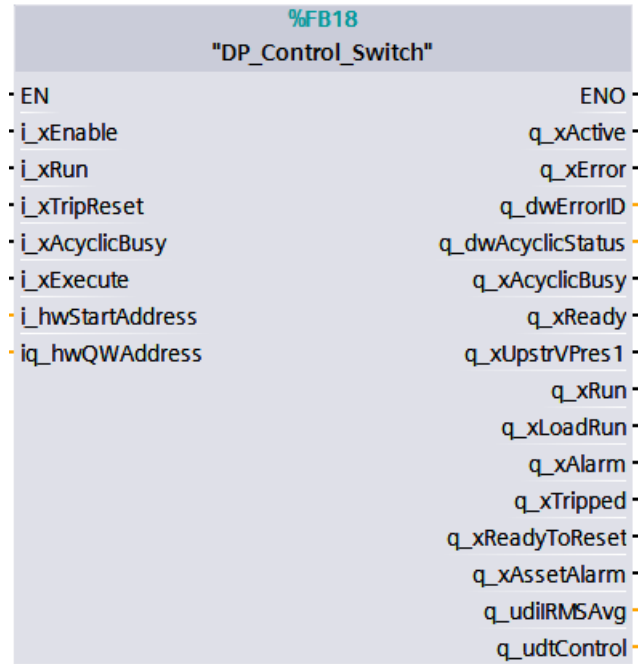 %FB18
"DP_Control_Switch"
EN ENO
i_xEnable q_xActive
i_xRun q_xError
i_xTripReset q_dwErrorID
i_xAcyclicBusy q_dwAcyclicStatus
i_xExecute q_xAcyclicBusy
i_hwStartAddress q_xReady
iq_hwQWAddress q_xUpstrVPres1
q_xRun
q_xLoadRun
q_xAlarm
q_xTripped
q_xReadyToReset
q_xAssetAlarm
q_udiIRMSAvg
q_udtControl